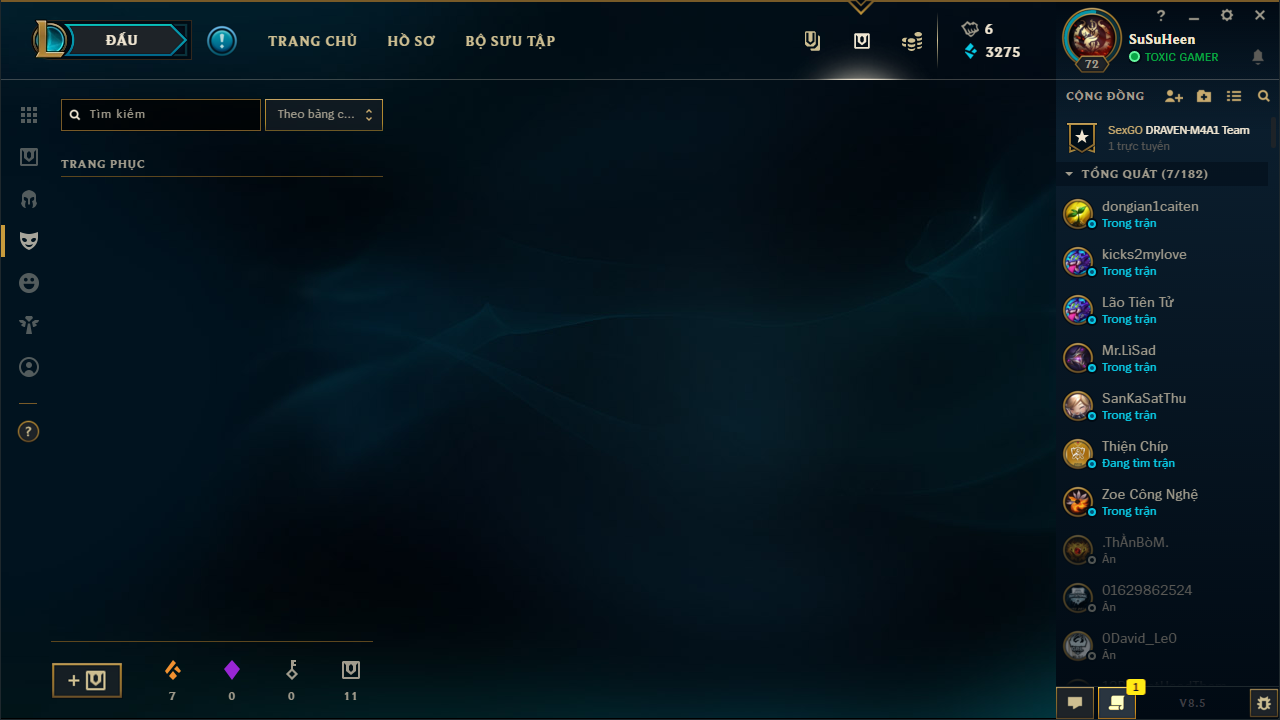 ĐẤU
TRANG CHỦ
HỒ SƠ
BỘ SƯU TẬP
6
3275
?
72
SuSuHeen
TOXIC GAMER
Tìm kiếm
Theo bảng c...
TRANG PHỤC
?
7
0
0
11
CỘNG ĐỒNG
SexGO DRAVEN-M4A1 Team
1 trực tuyến
TỔNG QUÁT (7/182)
dongian1caiten
Trong trận
kicks2mylove
Trong trận
Lão Tiên Tử
Trong trận
Mr.LìSad
Trong trận
SanKaSatThu
Trong trận
Thiện Chíp
Đang tìm trận
Zoe Công Nghệ
Trong trận
.ThẦnBòM.
Ẩn
01629862524
Ẩn
0David_Le0
Ẩn
1
V8.5